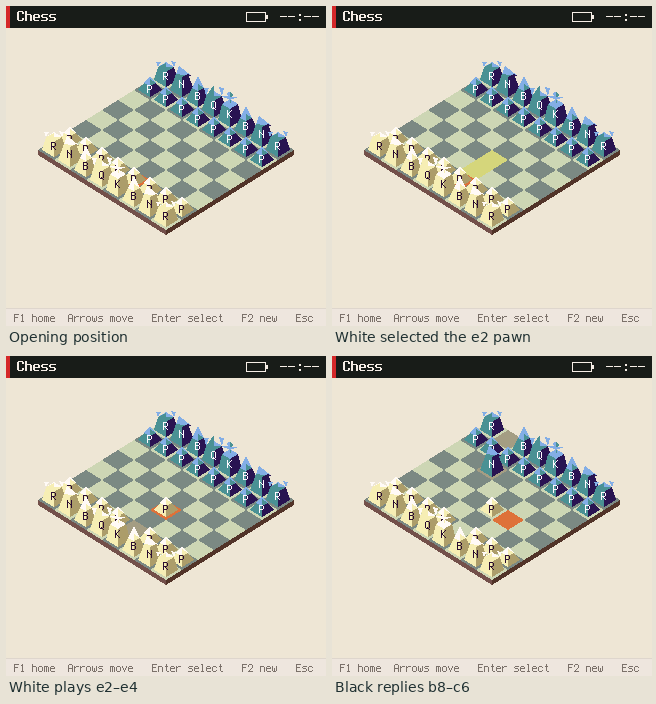 Chess --:--
F1 home Arrows move Enter select F2 new Esc
Opening position
Chess --:--
F1 home Arrows move Enter select F2 new Esc
White selected the e2 pawn
Chess --:--
F1 home Arrows move Enter select F2 new Esc
White plays e2–e4
Chess --:--
F1 home Arrows move Enter select F2 new Esc
Black replies b8–c6